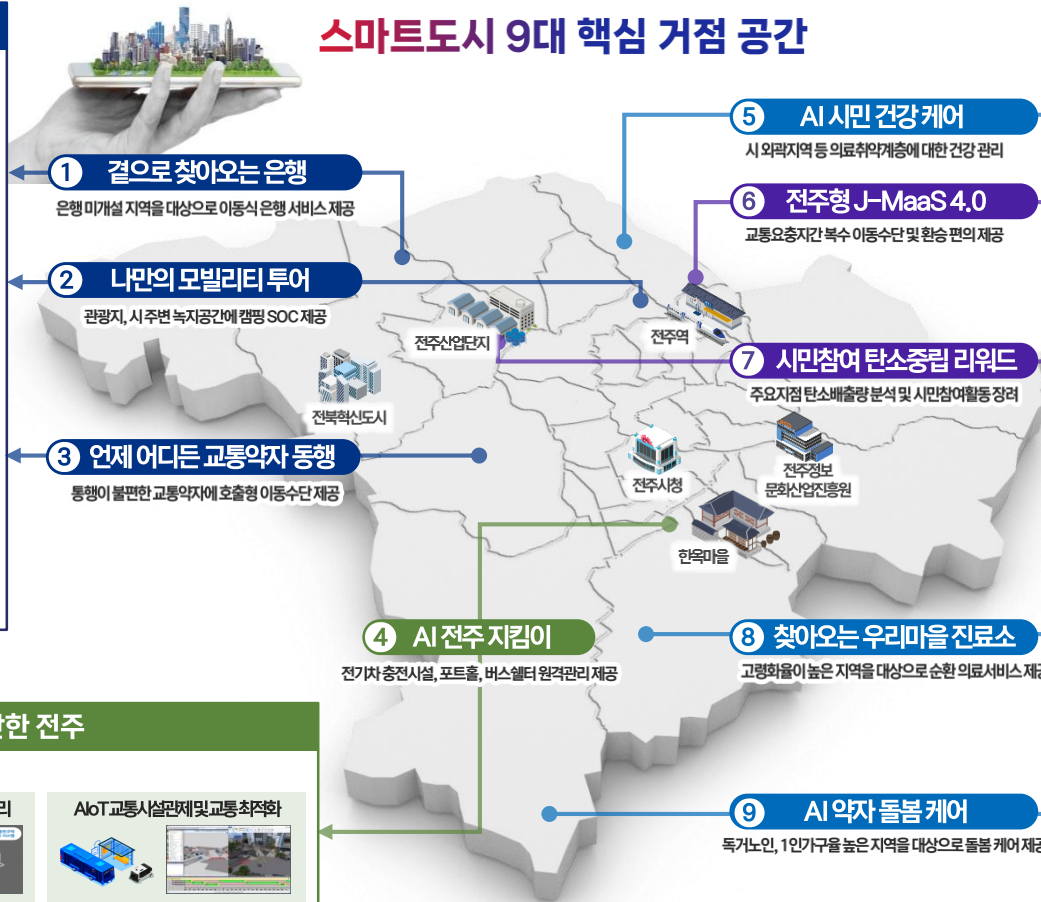 스마트도시 9대 핵심 거점 공간
1 곁으로 찾아오는 은행
은행 미개설 지역을 대상으로 이동식 은행 서비스 제공
2 나만의 모빌리티 투어
관광지, 시 주변 녹지공간에 캠핑 SOC 제공
3 언제 어디든 교통약자 동행
통행이 불편한 교통약자에 호출형 이동수단 제공
4 AI 전주 지킴이
전기차 충전시설, 포트홀, 버스쉘터 원격관리 제공
5 AI 시민 건강 케어
시 외곽지역 등 의료취약계층에 대한 건강 관리
6 전주형 J-MaaS 4.0
교통요충지간 복수 이동수단 및 환승 편의 제공
7 시민참여 탄소중립 리워드
주요지점 탄소배출량 분석 및 시민참여활동 장려
8 찾아오는 우리마을 진료소
고령화율이 높은 지역을 대상으로 순환 의료서비스 제공
9 AI 약자 돌봄 케어
독거노인, 1인가구율 높은 지역을 대상으로 돌봄 케어 제공
전주산업단지
전주역
전북혁신도시
전주시청
전주정보
문화산업진흥원
한옥마을
한 전주
리
AIoT 교통시설관제 및 교통 최적화